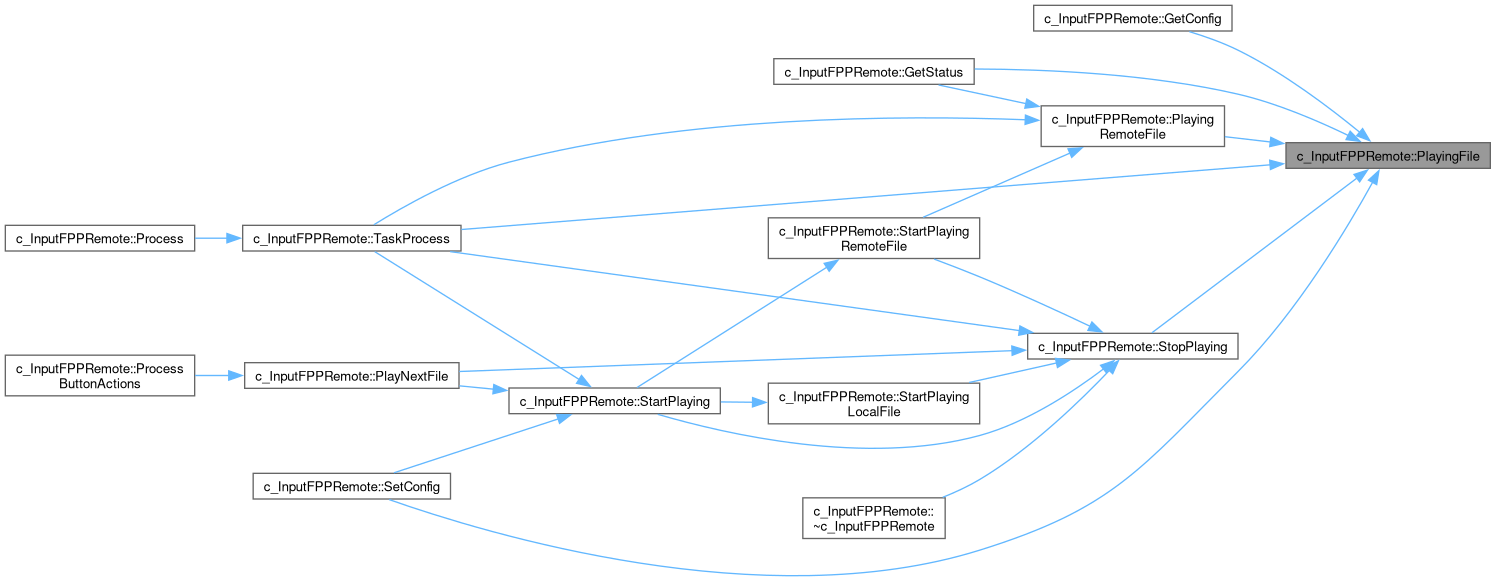 c_InputFPPRemote::GetConfig
c_InputFPPRemote::GetStatus
c_InputFPPRemote::Playing
RemoteFile
c_InputFPPRemote::PlayingFile
c_InputFPPRemote::Process
c_InputFPPRemote::TaskProcess
c_InputFPPRemote::StartPlaying
RemoteFile
c_InputFPPRemote::StopPlaying
c_InputFPPRemote::Process
ButtonActions
c_InputFPPRemote::PlayNextFile
c_InputFPPRemote::StartPlaying
c_InputFPPRemote::StartPlaying
LocalFile
c_InputFPPRemote::SetConfig
c_InputFPPRemote::
~c_InputFPPRemote